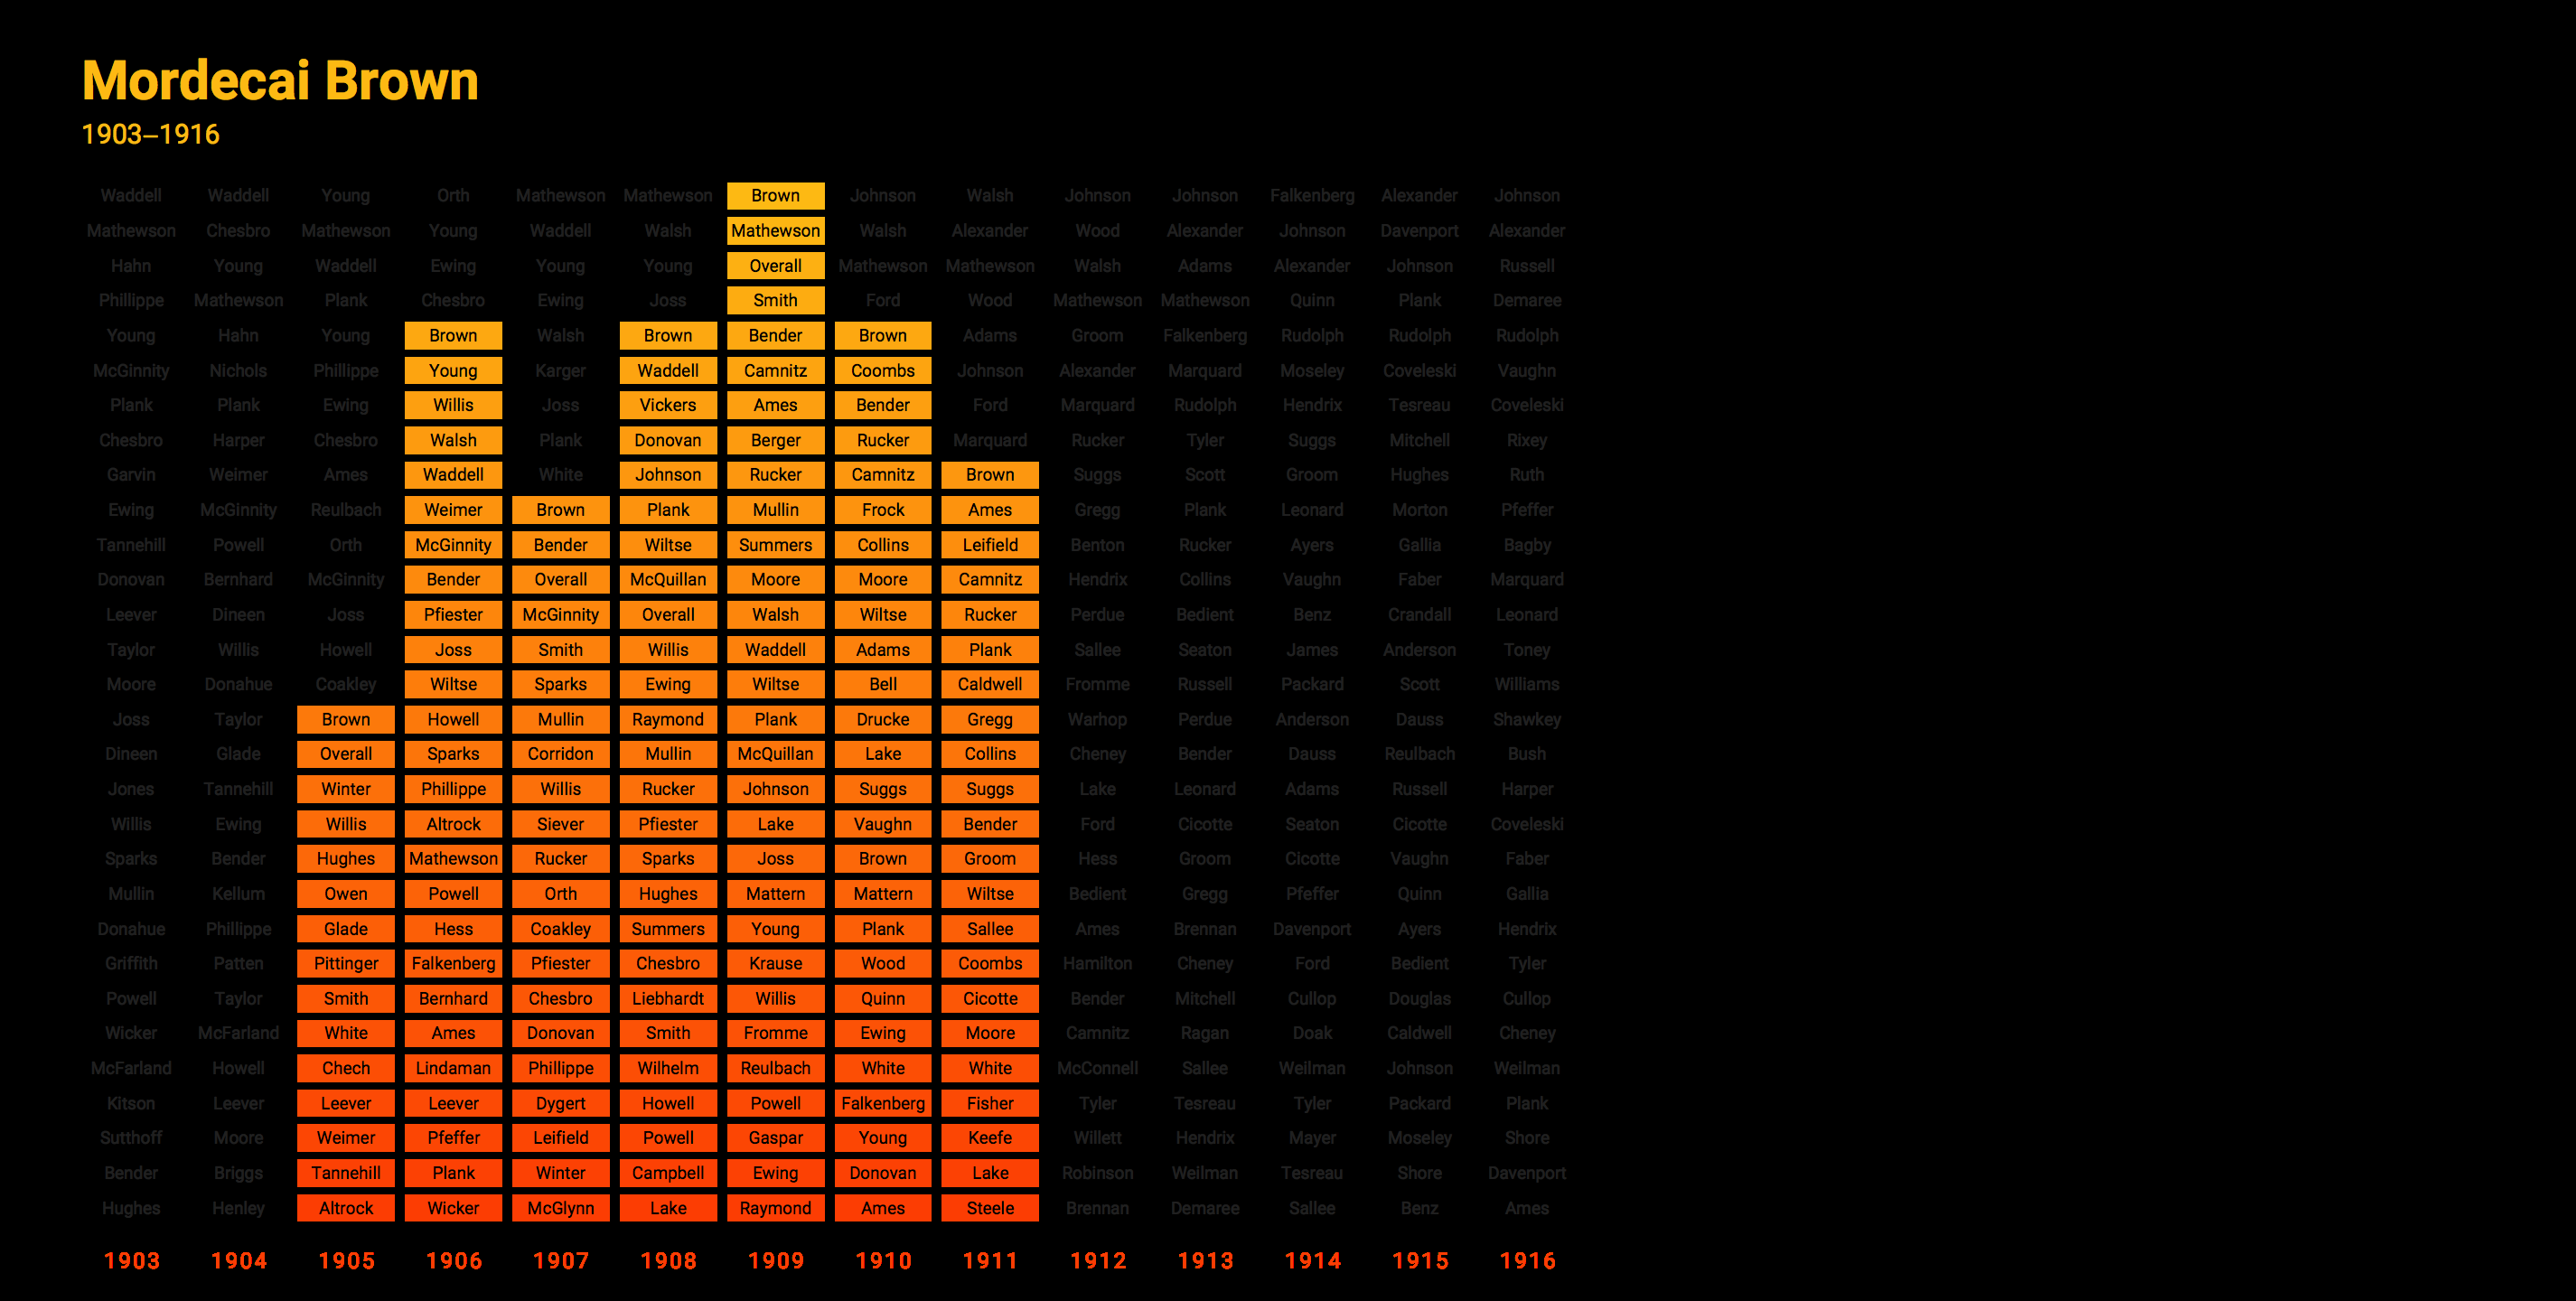 Mordecai Brown
1903–1916
Waddell Waddell Young Orth Mathewson Mathewson Brown Johnson Walsh Johnson Johnson Falkenberg Alexander Johnson
Mathewson Chesbro Mathewson Young Waddell Walsh Mathewson Walsh Alexander Wood Alexander Johnson Davenport Alexander
Hahn Young Waddell Ewing Young Young Overall Mathewson Mathewson Walsh Adams Alexander Johnson Russell
Phillippe Mathewson Plank Chesbro Ewing Joss Smith Ford Wood Mathewson Mathewson Quinn Plank Demaree
Young Hahn Young Brown Walsh Brown Bender Brown Adams Groom Falkenberg Rudolph Rudolph Rudolph
McGinnity Nichols Phillippe Young Karger Waddell Camnitz Coombs Johnson Alexander Marquard Moseley Coveleski Vaughn
Plank Plank Ewing Willis Joss Vickers Ames Bender Ford Marquard Rudolph Hendrix Tesreau Coveleski
Chesbro Harper Chesbro Walsh Plank Donovan Berger Rucker Marquard Rucker Tyler Suggs Mitchell Rixey
Garvin Weimer Ames Waddell White Johnson Rucker Camnitz Brown Suggs Scott Groom Hughes Ruth
Ewing McGinnity Reulbach Weimer Brown Plank Mullin Frock Ames Gregg Plank Leonard Morton Pfeffer
Tannehill Powell Orth McGinnity Bender Wiltse Summers Collins Leifield Benton Rucker Ayers Gallia Bagby
Donovan Bernhard McGinnity Bender Overall McQuillan Moore Moore Camnitz Hendrix Collins Vaughn Faber Marquard
Leever Dineen Joss Pfiester McGinnity Overall Walsh Wiltse Rucker Perdue Bedient Benz Crandall Leonard
Taylor Willis Howell Joss Smith Willis Waddell Adams Plank Sallee Seaton James Anderson Toney
Moore Donahue Coakley Wiltse Sparks Ewing Wiltse Bell Caldwell Fromme Russell Packard Scott Williams
Joss Taylor Brown Howell Mullin Raymond Plank Drucke Gregg Warhop Perdue Anderson Dauss Shawkey
Dineen Glade Overall Sparks Corridon Mullin McQuillan Lake Collins Cheney Bender Dauss Reulbach Bush
Jones Tannehill Winter Phillippe Willis Rucker Johnson Suggs Suggs Lake Leonard Adams Russell Harper
Willis Ewing Willis Altrock Siever Pfiester Lake Vaughn Bender Ford Cicotte Seaton Cicotte Coveleski
Sparks Bender Hughes Mathewson Rucker Sparks Joss Brown Groom Hess Groom Cicotte Vaughn Faber
Mullin Kellum Owen Powell Orth Hughes Mattern Mattern Wiltse Bedient Gregg Pfeffer Quinn Gallia
Donahue Phillippe Glade Hess Coakley Summers Young Plank Sallee Ames Brennan Davenport Ayers Hendrix
Griffith Patten Pittinger Falkenberg Pfiester Chesbro Krause Wood Coombs Hamilton Cheney Ford Bedient Tyler
Powell Taylor Smith Bernhard Chesbro Liebhardt Willis Quinn Cicotte Bender Mitchell Cullop Douglas Cullop
Wicker McFarland White Ames Donovan Smith Fromme Ewing Moore Camnitz Ragan Doak Caldwell Cheney
McFarland Howell Chech Lindaman Phillippe Wilhelm Reulbach White White McConnell Sallee Weilman Johnson Weilman
Kitson Leever Leever Leever Dygert Howell Powell Falkenberg Fisher Tyler Tesreau Tyler Packard Plank
Sutthoff Moore Weimer Pfeffer Leifield Powell Gaspar Young Keefe Willett Hendrix Mayer Moseley Shore
Bender Briggs Tannehill Plank Winter Campbell Ewing Donovan Lake Robinson Weilman Tesreau Shore Davenport
Hughes Henley Altrock Wicker McGlynn Lake Raymond Ames Steele Brennan Demaree Sallee Benz Ames
1903 1904 1905 1906 1907 1908 1909 1910 1911 1912 1913 1914 1915 1916